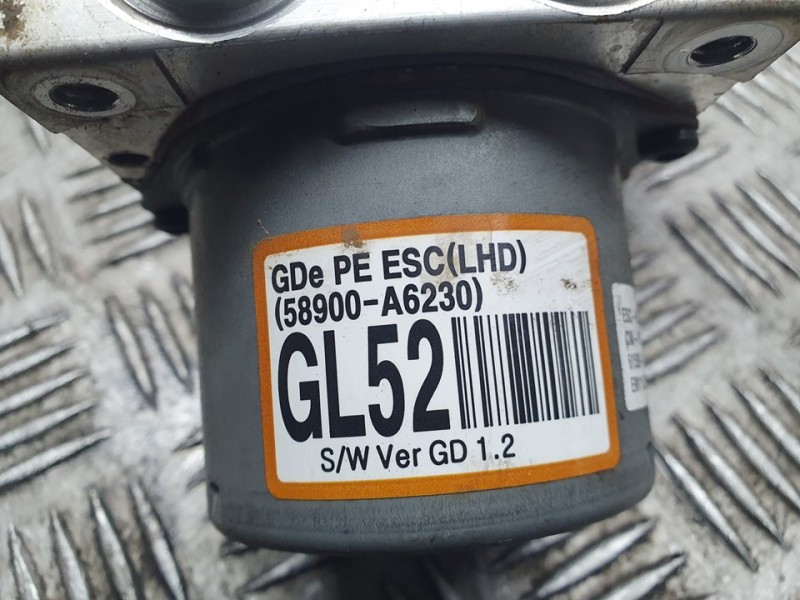 GDe PE ESC(LHD)
(58900-A6230)
GL52
S/W Ver GD 1.2